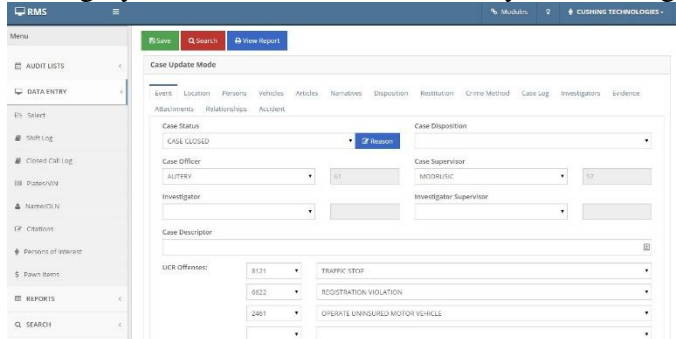 RMS
Modules
CUSHING TECHNOLOGIES
Menu
Save
Search
View Report
AUDIT LISTS
Case Update Mode
DATA ENTRY
Event Location Persons Vehicles Articles Narratives Disposition Restitution Crime Method Case Log Investigators Evidence
Attachments Relationships Accident
Select
Shift Log
Closed Call Log
Plates/VIN
Name/OLN
Citations
Persons of Interest
$ Pawn Items
REPORTS
SEARCH
Case Status
Case Disposition
CASE CLOSED
Reason
Case Officer
Case Supervisor
AUTERY
61
57
Investigator
Investigator Supervisor
Case Descriptor
UCR Offenses:
8121
TRAFFIC STOP
6622
REGISTRATION VIOLATION
2461
OPERATE UNINSURED MOTOR VEHICLE